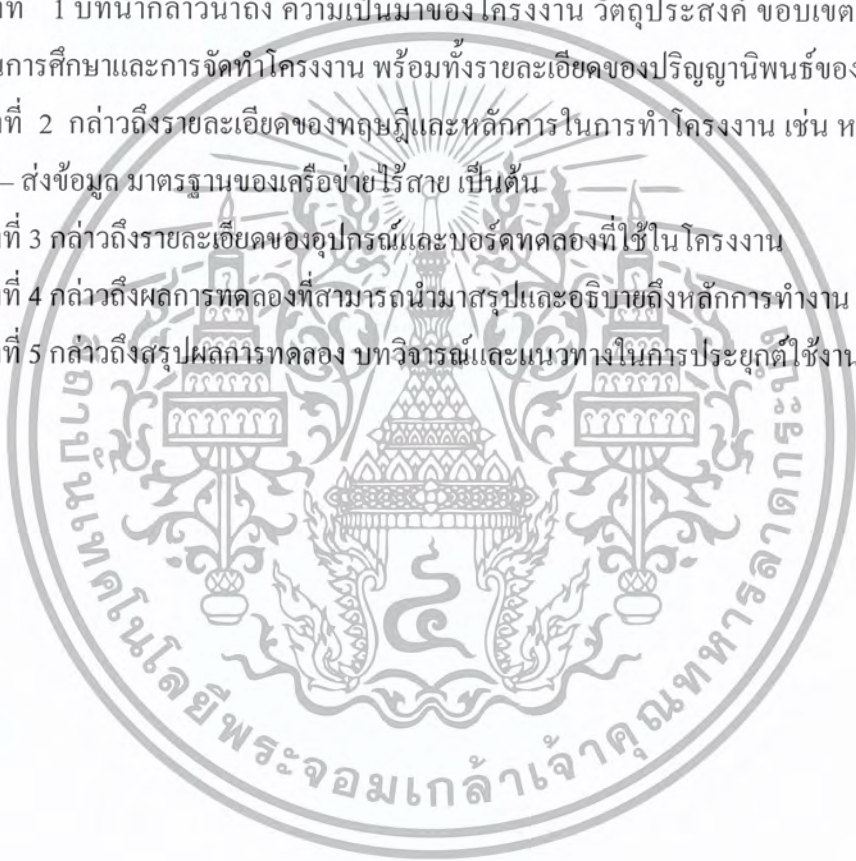 ที่ 1 บทนำกล่าวนำถึง ความเป็นมาของโครงงาน วัตถุประสงค์ ขอบเขต
นการศึกษาและการจัดทำโครงงาน พร้อมทั้งรายละเอียดของปริญญานิพนธ์ของ
ที่ 2 กล่าวถึงรายละเอียดของทฤษฎีและหลักการในการทำโครงงาน เช่น ห
– ส่งข้อมูล มาตรฐานของเครือข่ายไร้สาย เป็นต้น
ที่ 3 กล่าวถึงรายละเอียดของอุปกรณ์และบอร์ดทดลองที่ใช้ในโครงงาน
ที่ 4 กล่าวถึงผลการทดลองที่สามารถนำมาสรุปและอธิบายถึงหลักการทำงาน
ที่ 5 กล่าวถึงสรุปผลการทดลอง บทวิจารณ์และแนวทางในการประยุกต์ใช้งาน
สถาบันเทคโนโลยีพระจอมเกล้าเจ้าคุณทหารลาดกระบัง